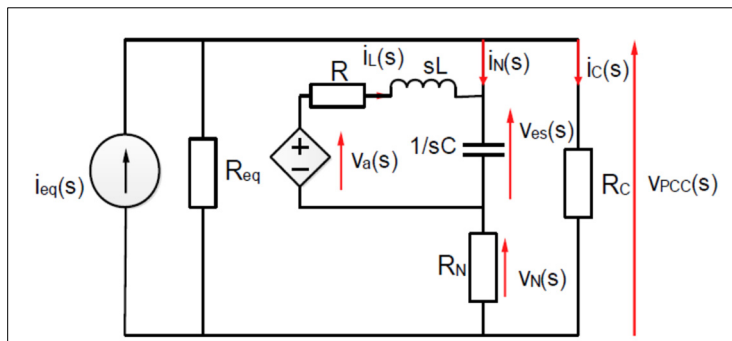 R
iL(s)
sL
iN(s)
iC(s)
ieq(s)
Req
+
−
va(s)
1/sC
ves(s)
RC
vPCC(s)
RN
vN(s)